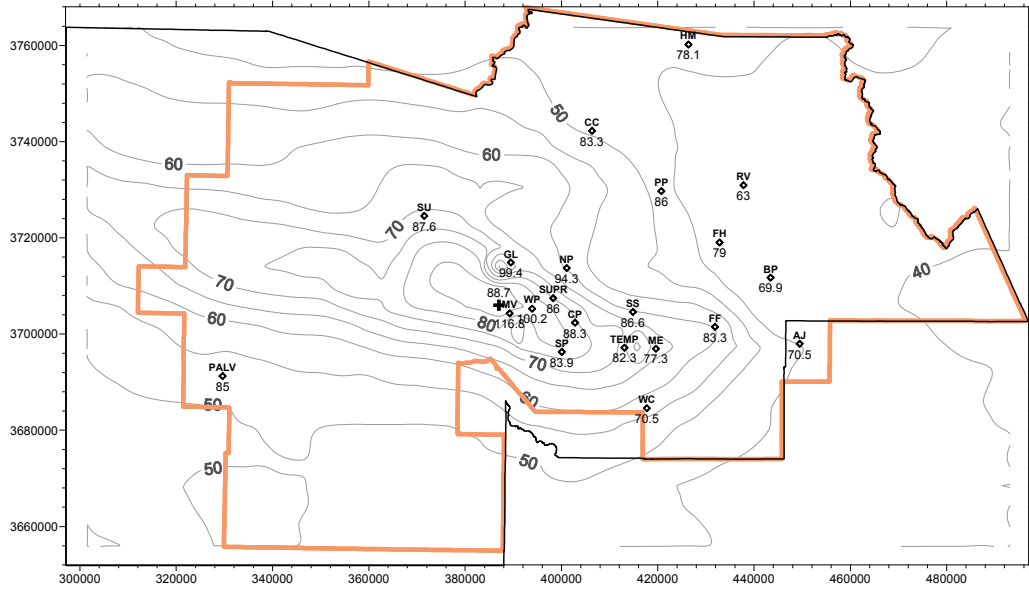 3760000
3740000
3720000
3700000
3680000
3660000
300000 320000 340000 360000 380000 400000 420000 440000 460000 480000
HM
78.1
50
CC
83.3
60
60
PP
86
RV
63
SU
87.6
70
FH
79
GL
99.4
NP
94.3
BP
69.9
40
70
88.7
SUPR
86
MV
116.8
WP
100.2
SS
86.6
60
80
CP
88.3
FF
83.3
SP
83.9
TEMP
82.3
ME
77.3
AJ
70.5
70
PALV
85
60
WC
70.5
50
50
50